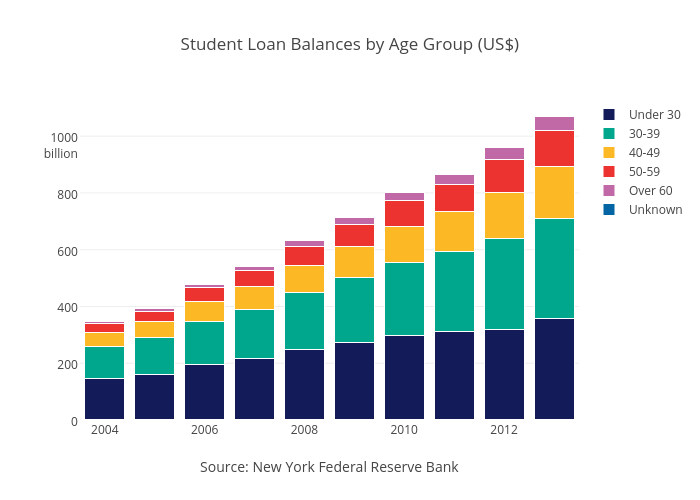 Student Loan Balances by Age Group (US$)
1000
billion
800
600
400
200
0
2004
2006
2008
2010
2012
Under 30
30-39
40-49
50-59
Over 60
Unknown
Source: New York Federal Reserve Bank